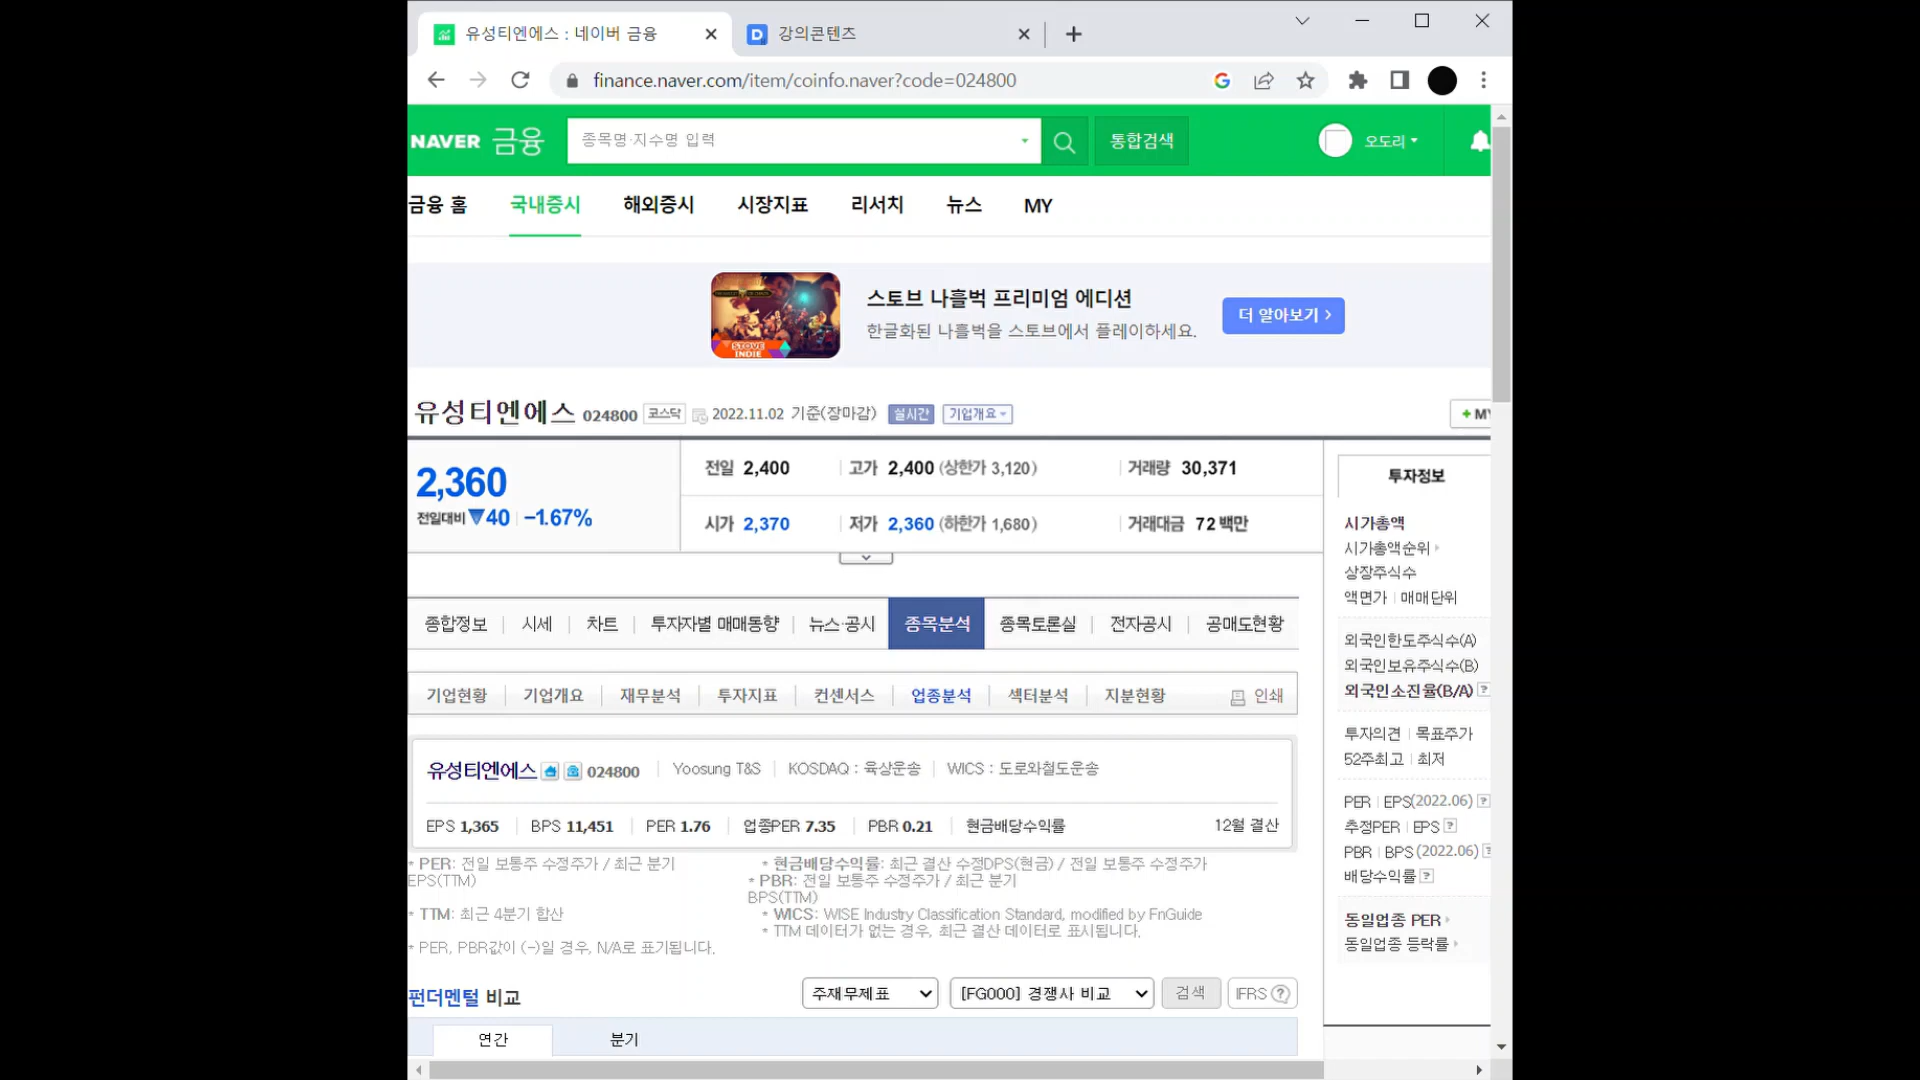 유성티엔에스 : 네이버 금융
강의콘텐츠
finance.naver.com/item/coinfo.naver?code=024800
NAVER 금융
종목명·지수명 입력
통합검색
오도리
금융 홈 국내증시 해외증시 시장지표 리서치 뉴스 MY
STOVE
INDIE
스토브 나흘벅 프리미엄 에디션
한글화된 나흘벅을 스토브에서 플레이하세요.
더 알아보기 >
유성티엔에스 024800 코스닥 2022.11.02 기준(장마감) 실시간 기업개요
+ MY
2,360
전일대비 ▼40 -1.67%
전일 2,400 고가 2,400 (상한가 3,120) 거래량 30,371
시가 2,370 저가 2,360 (하한가 1,680) 거래대금 72 백만
종합정보 시세 차트 투자자별 매매동향 뉴스·공시 종목분석 종목토론실 전자공시 공매도현황
기업현황 기업개요 재무분석 투자지표 컨센서스 업종분석 섹터분석 지분현황 인쇄
유성티엔에스 024800 Yoosung T&S KOSDAQ : 육상운송 WICS : 도로와철도운송
EPS 1,365 BPS 11,451 PER 1.76 업종PER 7.35 PBR 0.21 현금배당수익률 12월 결산
* PER: 전일 보통주 수정주가 / 최근 분기
EPS(TTM)
* TTM: 최근 4분기 합산
* PER, PBR값이 (-)일 경우, N/A로 표기됩니다.
* 현금배당수익률: 최근 결산 수정DPS(현금) / 전일 보통주 수정주가
* PBR: 전일 보통주 수정주가 / 최근 분기
BPS(TTM)
* WICS: WISE Industry Classification Standard, modified by FnGuide
* TTM 데이터가 없는 경우, 최근 결산 데이터로 표시됩니다.
펀더멘털 비교
주재무제표 [FG000] 경쟁사 비교 검색 IFRS ?
연간 분기
투자정보
시가총액
시가총액순위
상장주식수
액면가 | 매매단위
외국인한도주식수(A)
외국인보유주식수(B)
외국인소진율(B/A) ?
투자의견 | 목표주가
52주최고 | 최저
PER | EPS(2022.06) ?
추정PER | EPS ?
PBR | BPS (2022.06) ?
배당수익률 ?
동일업종 PER
동일업종 등락률